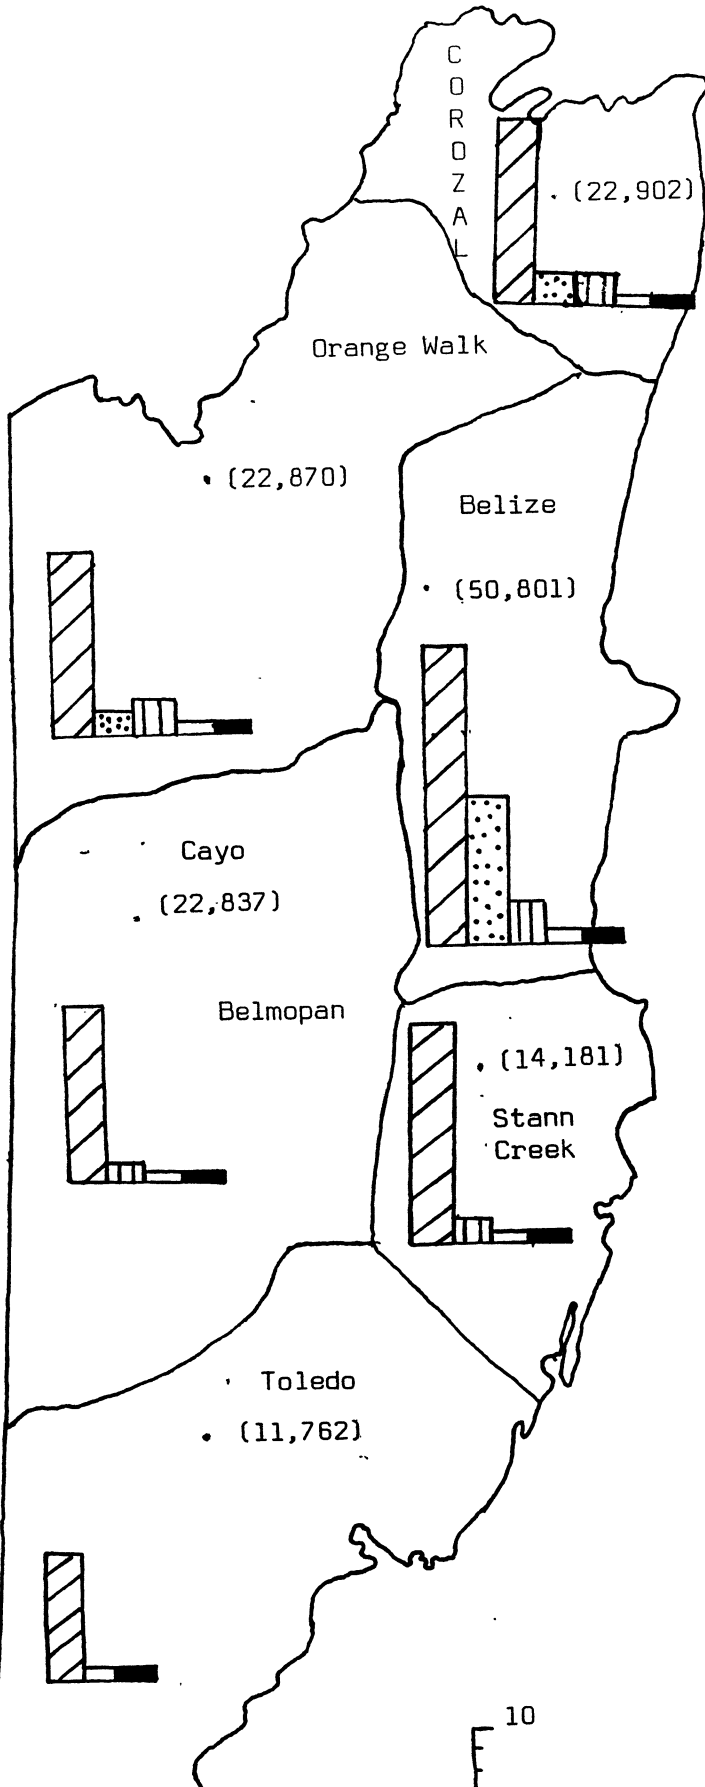 COROZAL
(22,902)
Orange Walk
(22,870)
Belize
(50,801)
Cayo
(22,837)
Belmopan
(14,181)
Stann
Creek
Toledo
(11,762)
10